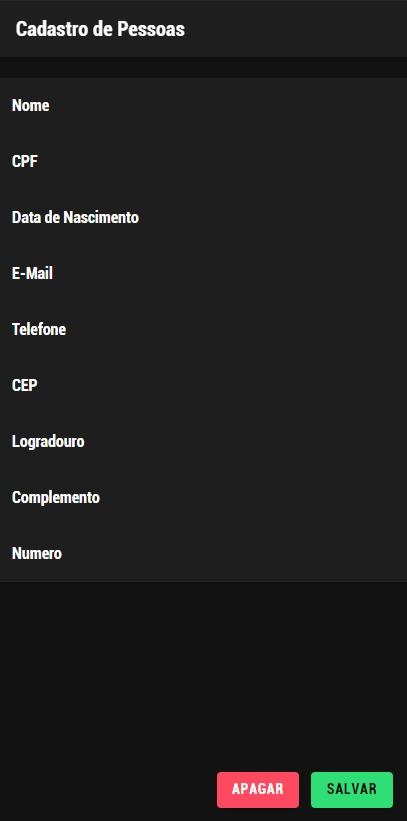 Cadastro de Pessoas
Nome
CPF
Data de Nascimento
E-Mail
Telefone
CEP
Logradouro
Complemento
Numero
APAGAR SALVAR